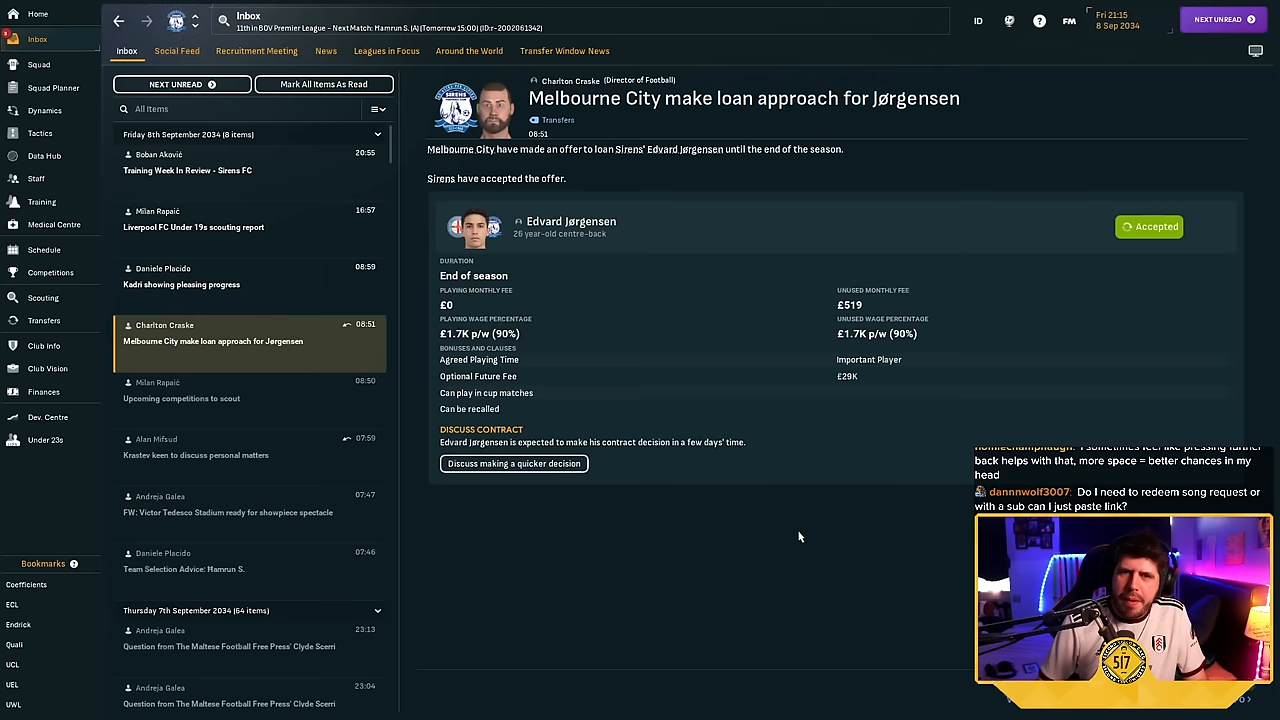 Home
Inbox
11th in BOV Premier League - Next Match: Hamrun S. (A) (Tomorrow 15:00) (ID:r-2002061342)
ID
FM
Fri 21:15
8 Sep 2034
NEXT UNREAD
3
Inbox
Inbox
Social Feed
Recruitment Meeting
News
Leagues in Focus
Around the World
Transfer Window News
Squad
Squad Planner
Dynamics
Tactics
Data Hub
Staff
Training
Medical Centre
Schedule
Competitions
Scouting
Transfers
Club Info
Club Vision
Finances
Dev. Centre
Under 23s
Bookmarks
Coefficients
ECL
Endrick
Quali
UCL
UEL
UWL
NEXT UNREAD
Mark All Items As Read
All Items
Friday 8th September 2034 (8 items)
Boban Aković 20:55
Training Week In Review - Sirens FC
Milan Rapaić 16:57
Liverpool FC Under 19s scouting report
Daniele Placido 08:59
Kadri showing pleasing progress
Charlton Craske 08:51
Melbourne City make loan approach for Jørgensen
Milan Rapaić 08:50
Upcoming competitions to scout
Alan Mifsud 07:59
Krastev keen to discuss personal matters
Andreja Galea 07:47
FW: Victor Tedesco Stadium ready for showpiece spectacle
Daniele Placido 07:46
Team Selection Advice: Ħamrun S.
Thursday 7th September 2034 (64 items)
Andreja Galea 23:13
Question from The Maltese Football Free Press' Clyde Scerri
Andreja Galea 23:04
Question from The Maltese Football Free Press' Clyde Scerri
SIRENS
Charlton Craske (Director of Football)
Melbourne City make loan approach for Jørgensen
Transfers
08:51
Melbourne City have made an offer to loan Sirens' Edvard Jørgensen until the end of the season.
Sirens have accepted the offer.
Edvard Jørgensen
26 year-old centre-back
Accepted
DURATION
End of season
PLAYING MONTHLY FEE
£0
UNUSED MONTHLY FEE
£519
PLAYING WAGE PERCENTAGE
£1.7K p/w (90%)
UNUSED WAGE PERCENTAGE
£1.7K p/w (90%)
BONUSES AND CLAUSES
Agreed Playing Time
Important Player
Optional Future Fee
£29K
Can play in cup matches
Can be recalled
DISCUSS CONTRACT
Edvard Jørgensen is expected to make his contract decision in a few days' time.
Discuss making a quicker decision
back helps with that, more space = better chances in my
head
dannnwolf3007: Do I need to redeem song request or
with a sub can I just paste link?
517